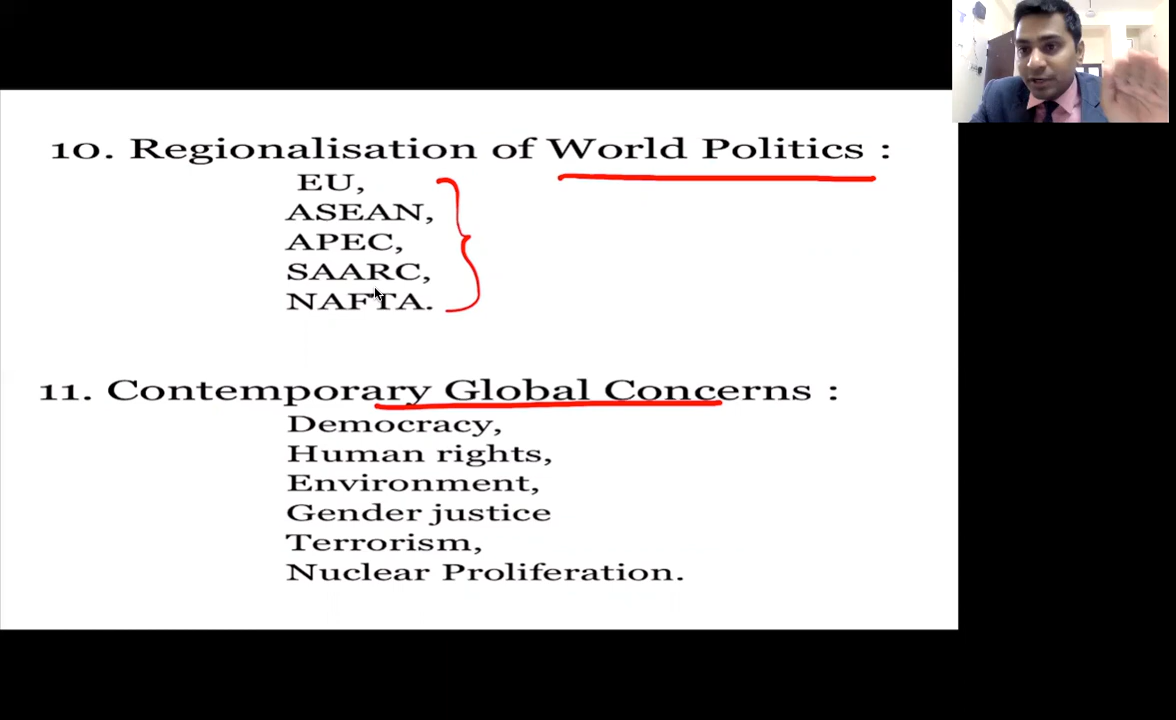 10. Regionalisation of World Politics :
EU,
ASEAN,
APEC,
SAARC,
NAFTA.
11. Contemporary Global Concerns :
Democracy,
Human rights,
Environment,
Gender justice
Terrorism,
Nuclear Proliferation.